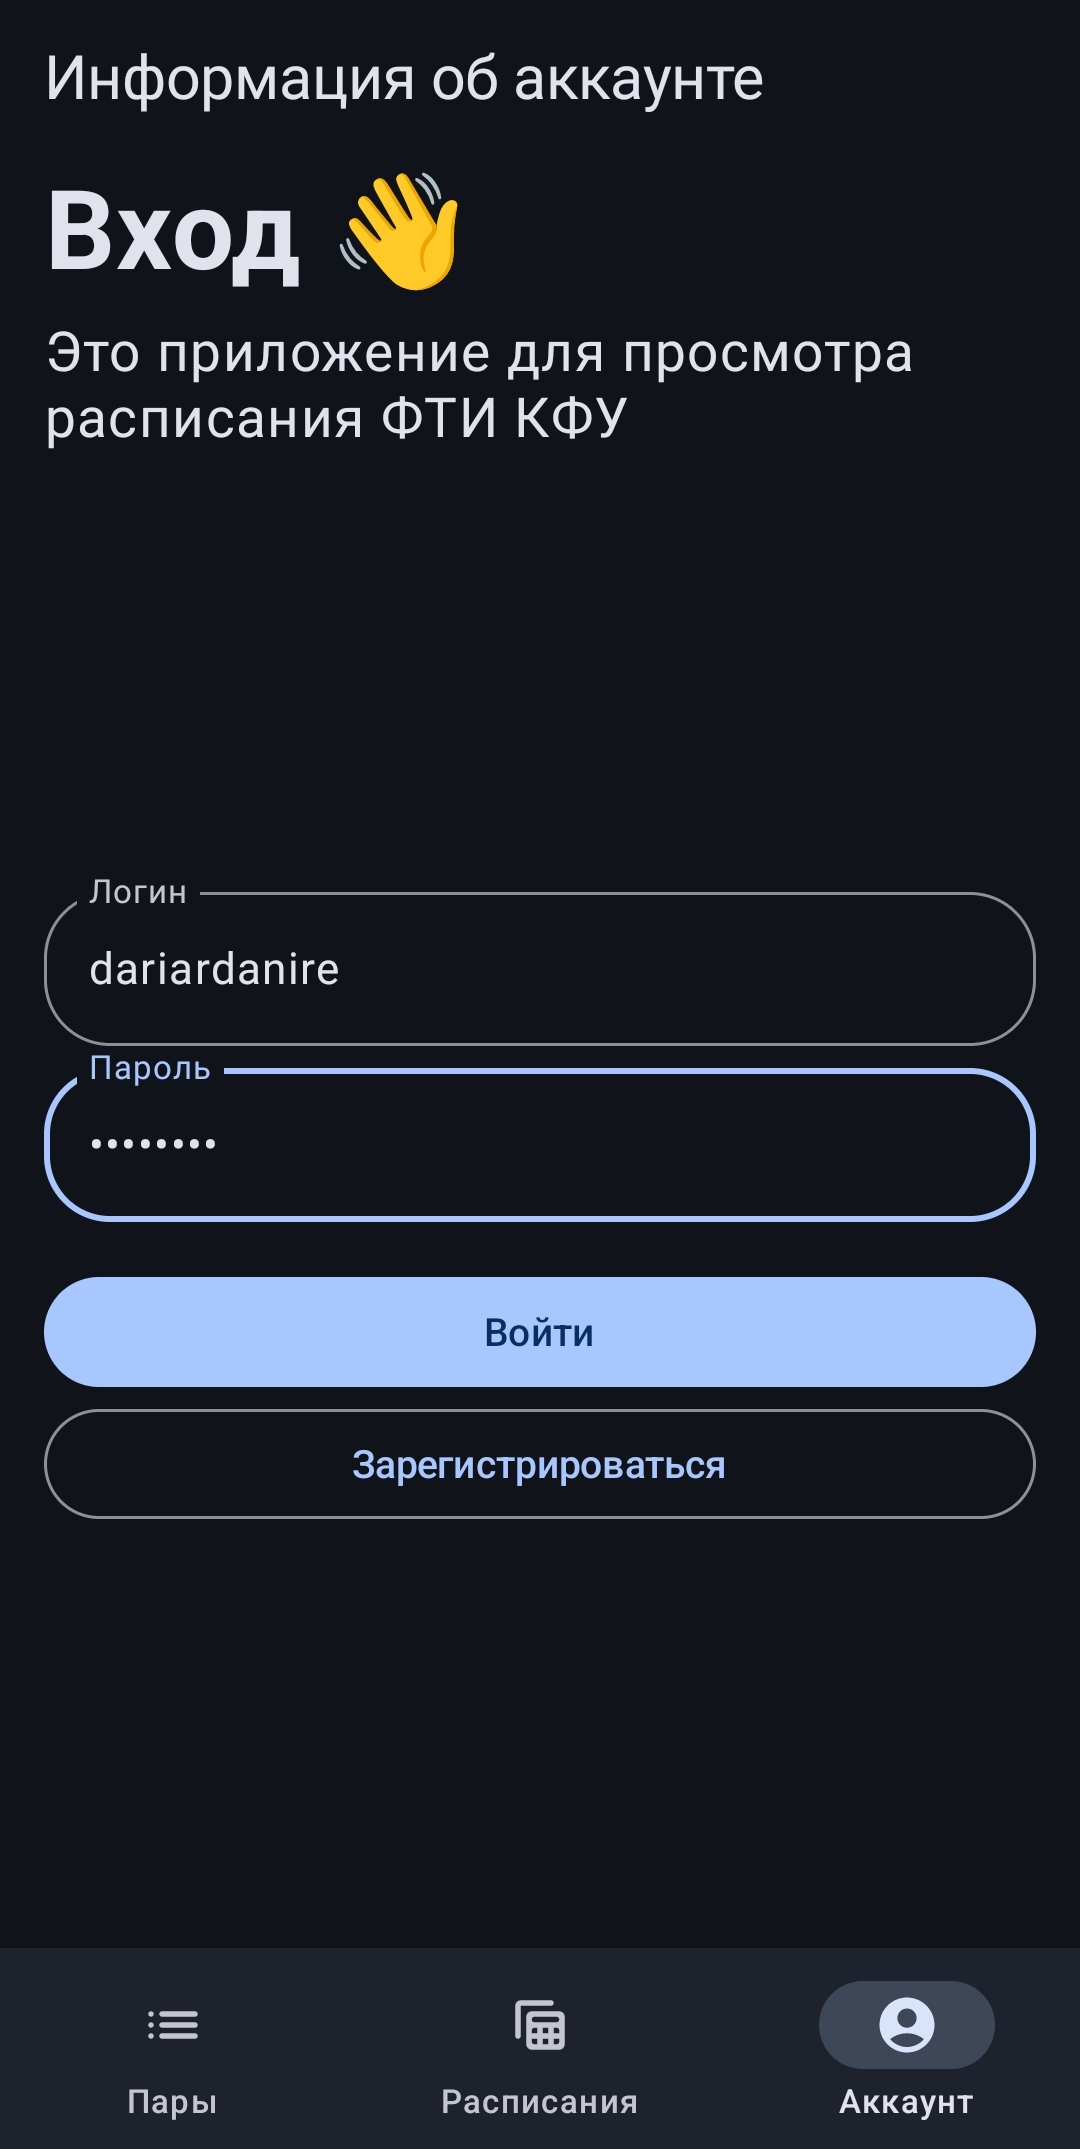 Информация об аккаунте
Вход 👋
Это приложение для просмотра
расписания ФТИ КФУ
Логин
dariardanire
Пароль
••••••••
Войти
Зарегистрироваться
Пары
Расписания
Аккаунт